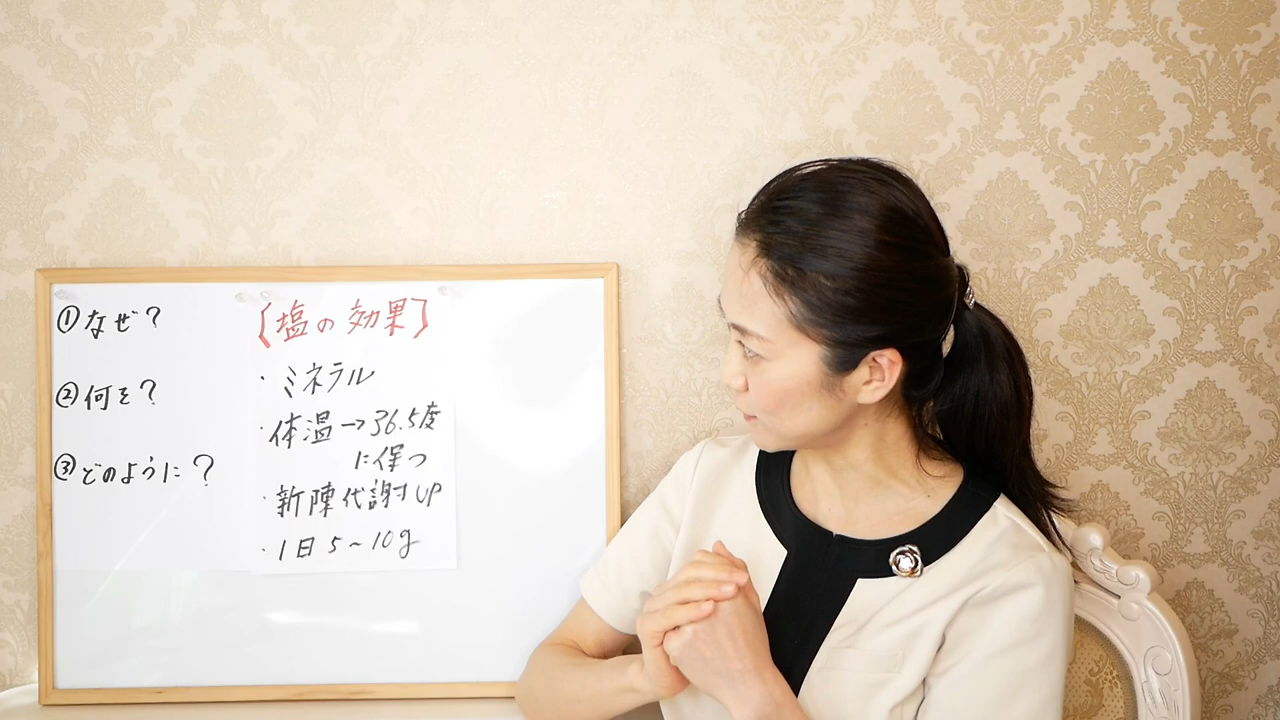 ①なぜ？
②何を？
③どのように？
【塩の効果】
・ミネラル
・体温→36.5度
に保つ
・新陳代謝UP
・1日5～10g